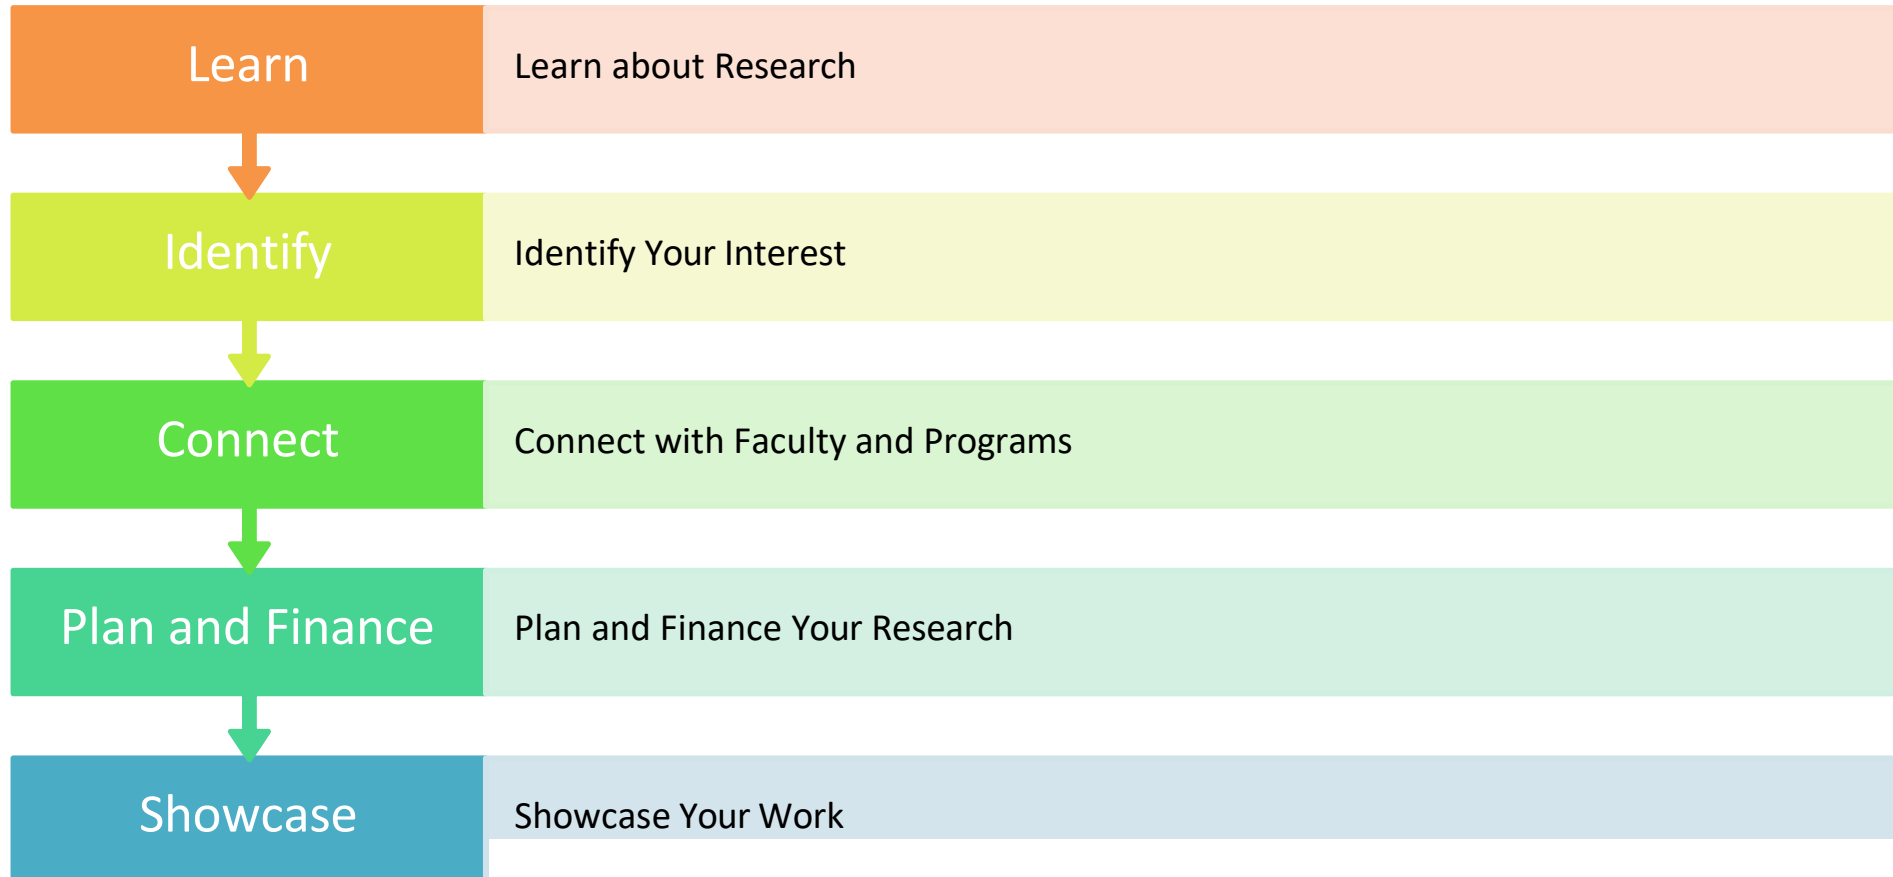 Learn
Learn about Research
Identify
Identify Your Interest
Connect
Connect with Faculty and Programs
Plan and Finance
Plan and Finance Your Research
Showcase
Showcase Your Work